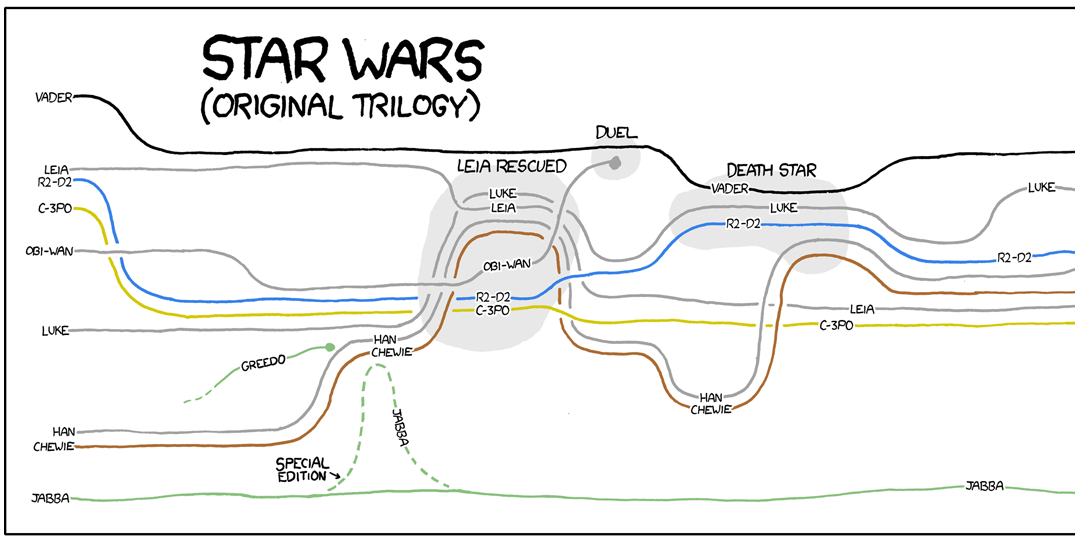 STAR WARS
(ORIGINAL TRILOGY)
VADER
DUEL
LEIA RESCUED
LEIA
R2-D2
C-3PO
DEATH STAR
VADER
LUKE
LEIA
LUKE
LUKE
R2-D2
OBI-WAN
OBI-WAN
R2-D2
R2-D2
C-3PO
LEIA
C-3PO
LUKE
HAN
CHEWIE
GREEDO
HAN
CHEWIE
JABBA
HAN
CHEWIE
SPECIAL
EDITION
JABBA
JABBA